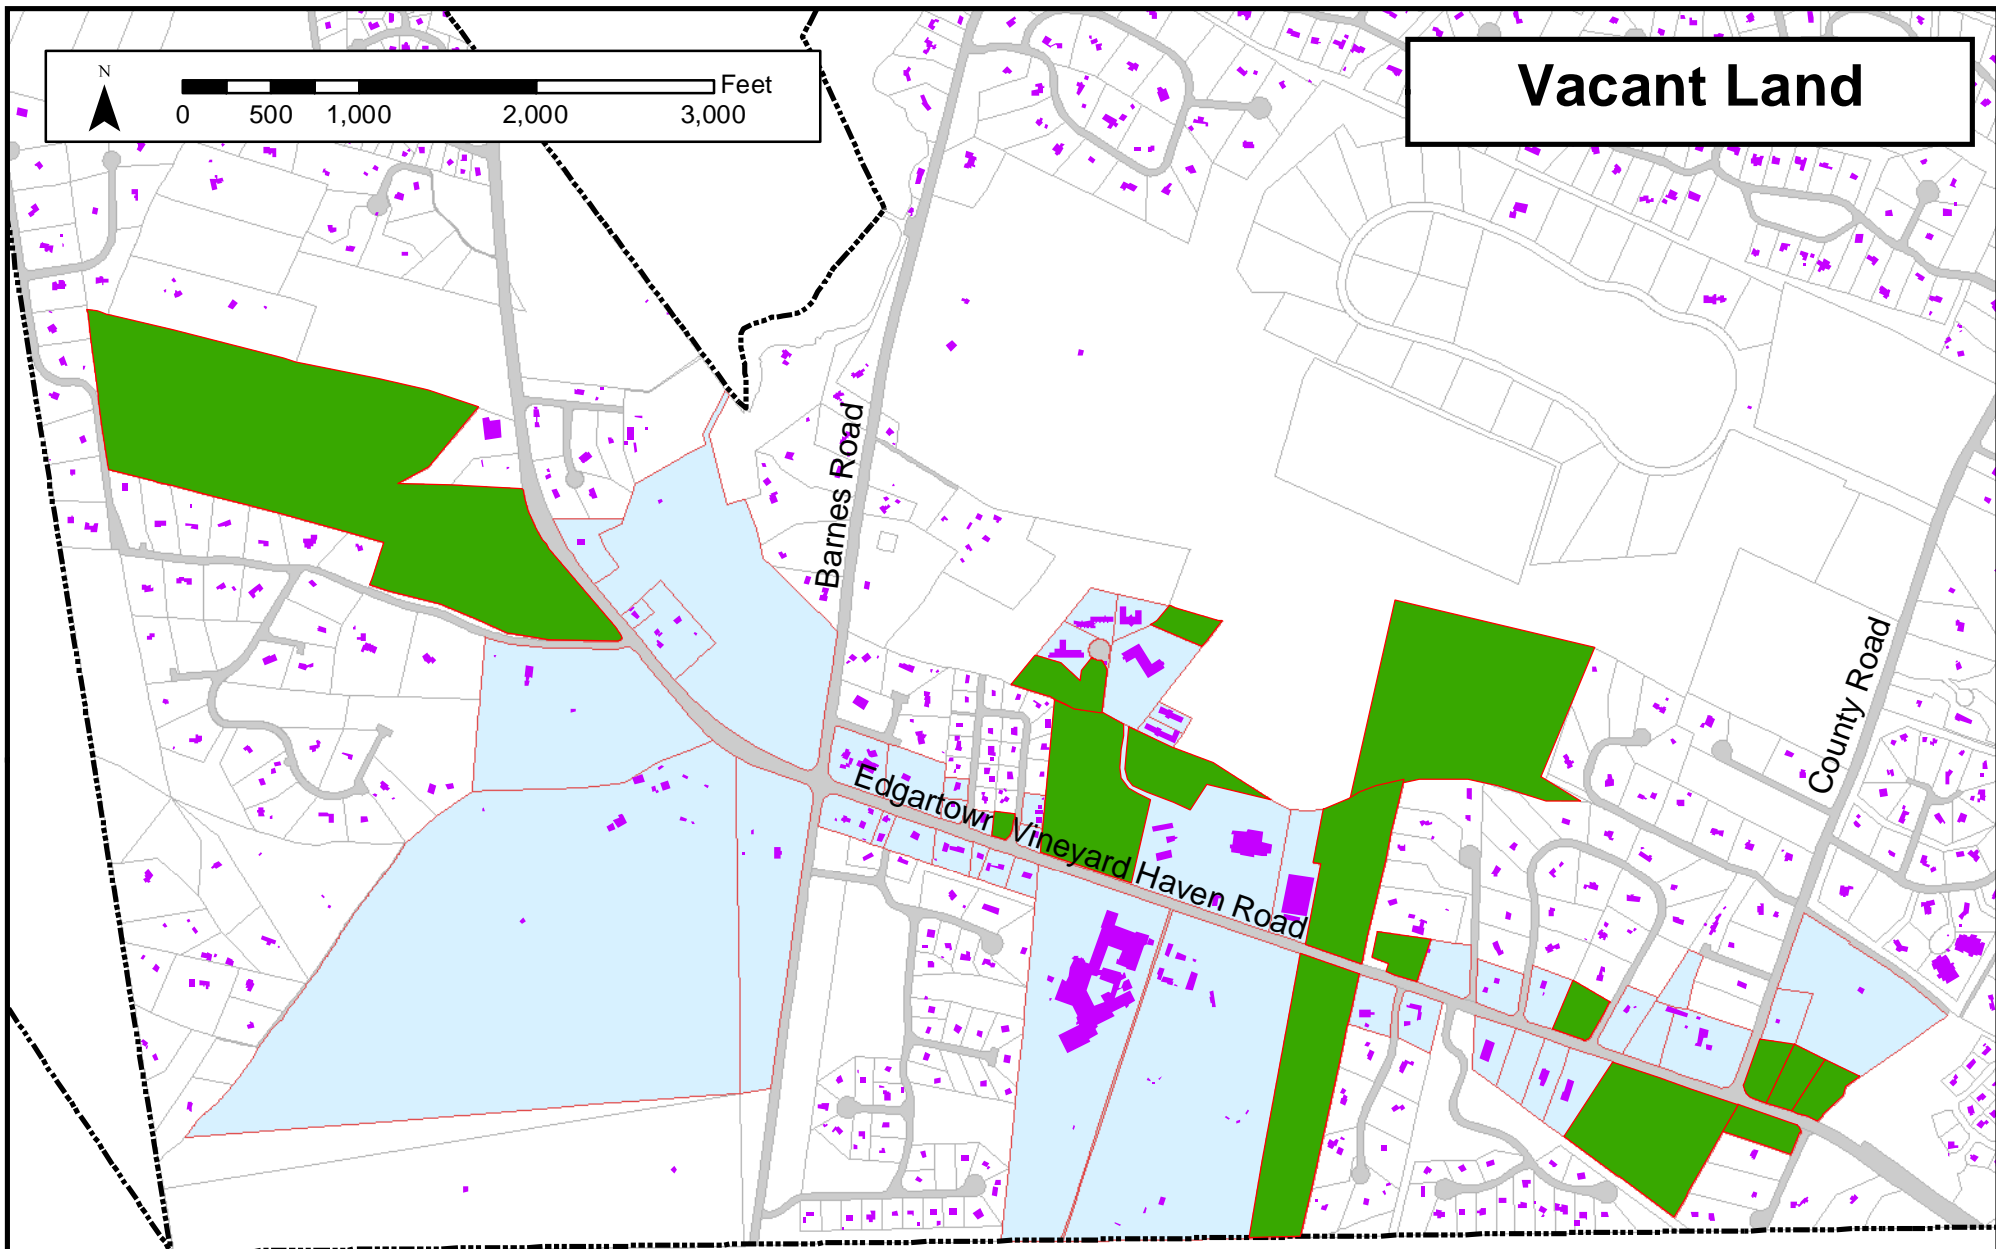 Vacant Land
N
Feet
0 500 1,000 2,000 3,000
Barnes Road
County Road
Edgartown Vineyard Haven Road